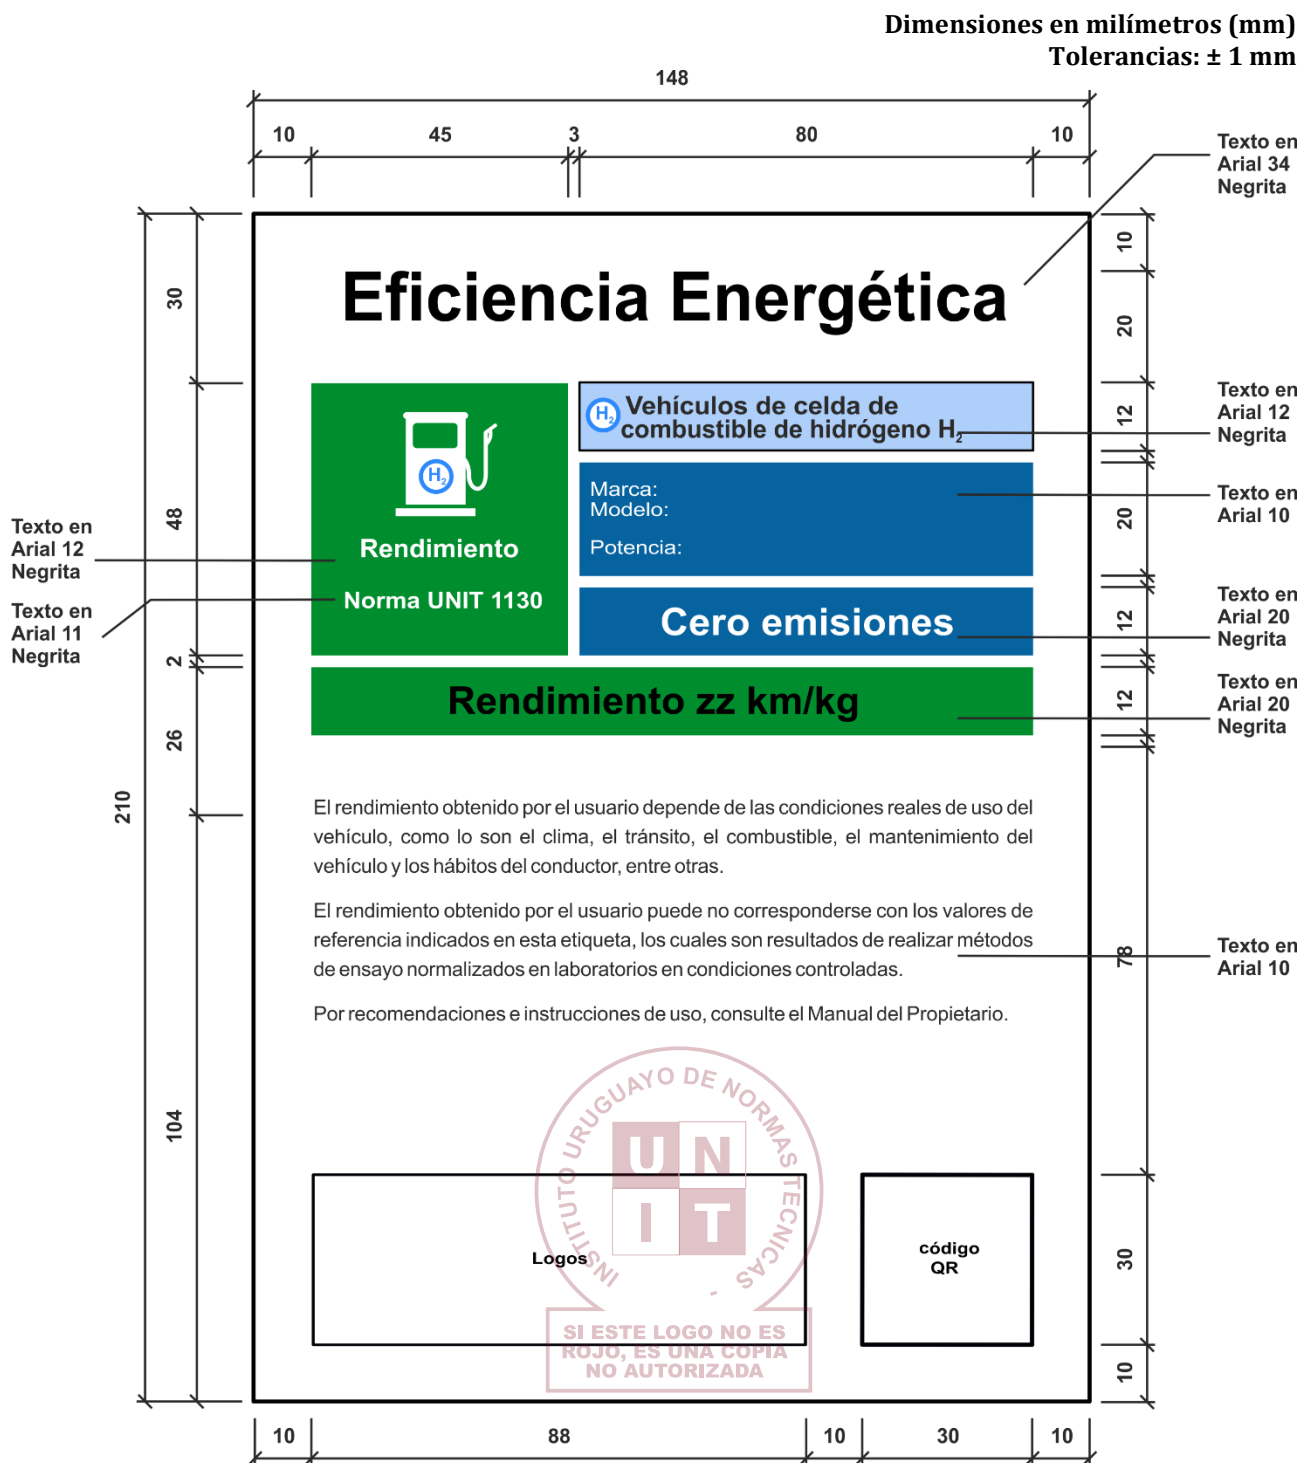 Dimensiones en milímetros (mm)
Tolerancias: ± 1 mm
148
10 45 3 80 10
Texto en
Arial 34
Negrita
Eficiencia Energética
30
10
20
H2 Vehículos de celda de
combustible de hidrógeno H2
12
Texto en
Arial 12
Negrita
H2
Marca:
Modelo:
Potencia:
20
Texto en
Arial 10
48
Texto en
Arial 12
Negrita
Rendimiento
Norma UNIT 1130
Texto en
Arial 11
Negrita
Cero emisiones
12
Texto en
Arial 20
Negrita
2
Rendimiento zz km/kg
12
Texto en
Arial 20
Negrita
26
210
El rendimiento obtenido por el usuario depende de las condiciones reales de uso del
vehículo, como lo son el clima, el tránsito, el combustible, el mantenimiento del
vehículo y los hábitos del conductor, entre otras.
El rendimiento obtenido por el usuario puede no corresponderse con los valores de
referencia indicados en esta etiqueta, los cuales son resultados de realizar métodos
de ensayo normalizados en laboratorios en condiciones controladas.
78
Texto en
Arial 10
Por recomendaciones e instrucciones de uso, consulte el Manual del Propietario.
104
INSTITUTO URUGUAYO DE NORMAS TECNICAS -
U N
I T
Logos
código
QR
30
SI ESTE LOGO NO ES
ROJO, ES UNA COPIA
NO AUTORIZADA
10
10 88 10 30 10